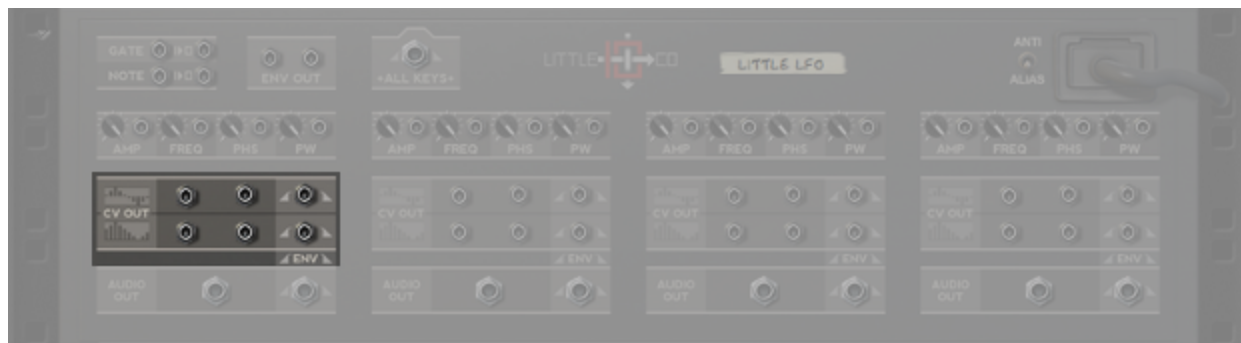 GATE
NOTE
ENV OUT
+ALL KEYS+
LITTLE CO
LITTLE LFO
ANTI
ALIAS
AMP FREQ PHS PW
AMP FREQ PHS PW
AMP FREQ PHS PW
AMP FREQ PHS PW
CV OUT
ENV
CV OUT
ENV
CV OUT
ENV
CV OUT
ENV
AUDIO
OUT
AUDIO
OUT
AUDIO
OUT
AUDIO
OUT